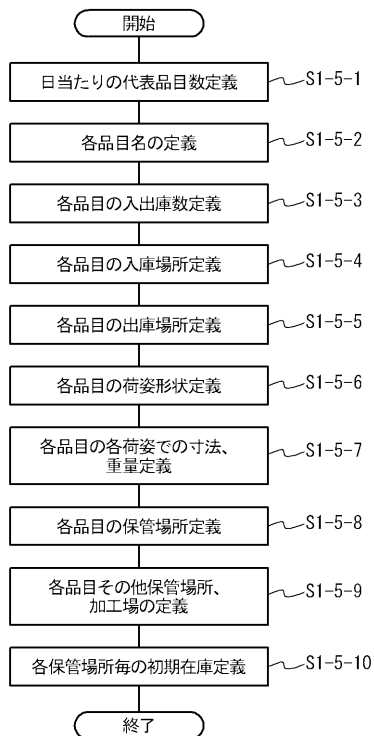 開始
日当たりの代表品目数定義
S1-5-1
各品目名の定義
S1-5-2
各品目の入出庫数定義
S1-5-3
各品目の入庫場所定義
S1-5-4
各品目の出庫場所定義
S1-5-5
各品目の荷姿形状定義
S1-5-6
各品目の各荷姿での寸法、
重量定義
S1-5-7
各品目の保管場所定義
S1-5-8
各品目その他保管場所、
加工場の定義
S1-5-9
各保管場所毎の初期在庫定義
S1-5-10
終了